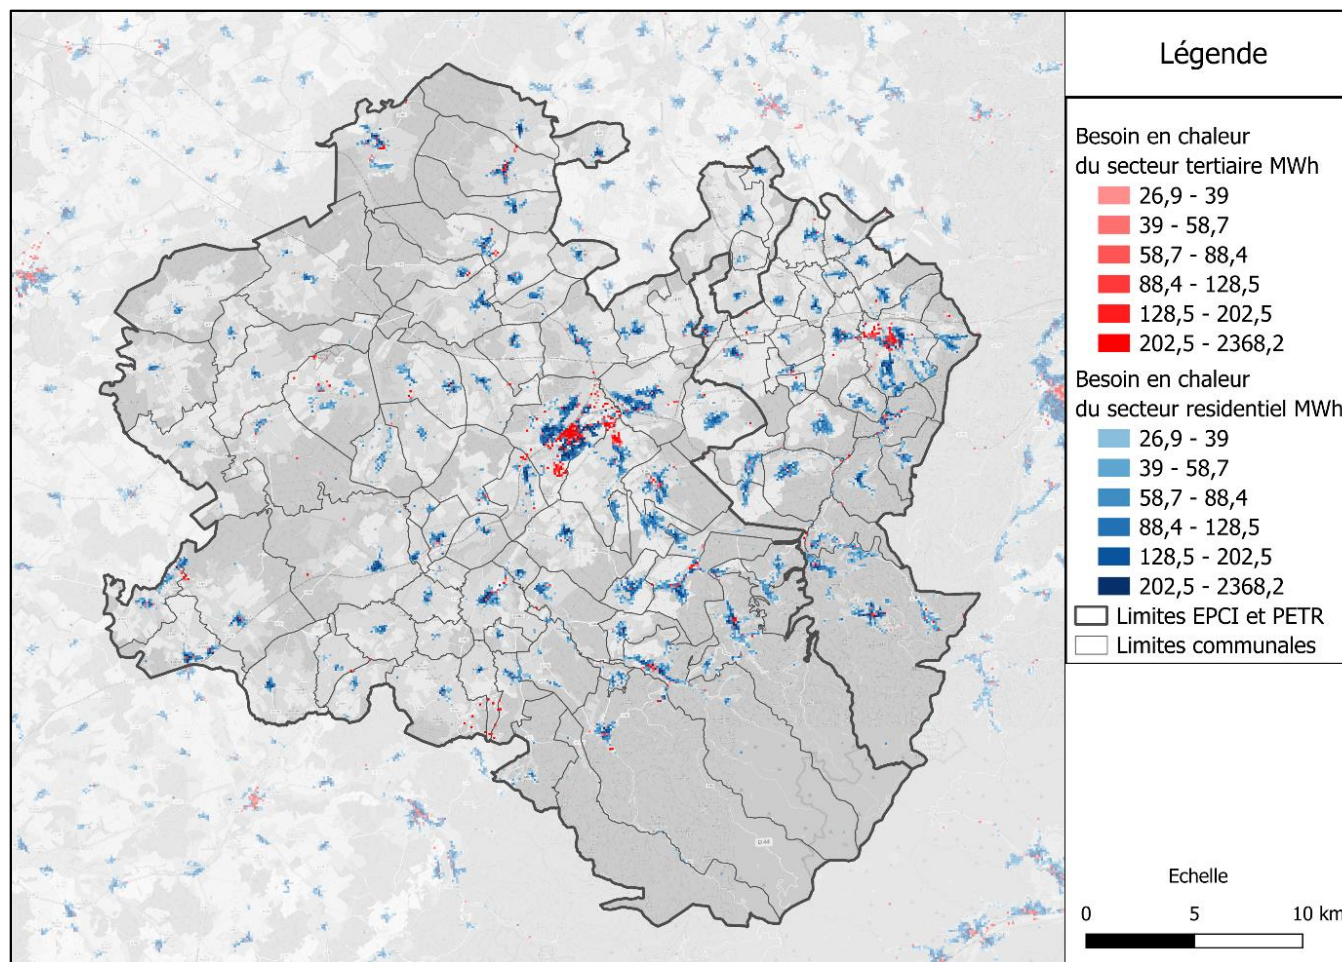 Légende
Besoin en chaleur
du secteur tertiaire MWh
26,9 - 39
39 - 58,7
58,7 - 88,4
88,4 - 128,5
128,5 - 202,5
202,5 - 2368,2
Besoin en chaleur
du secteur residentiel MWh
26,9 - 39
39 - 58,7
58,7 - 88,4
88,4 - 128,5
128,5 - 202,5
202,5 - 2368,2
Limites EPCI et PETR
Limites communales
Echelle
0 5 10 km